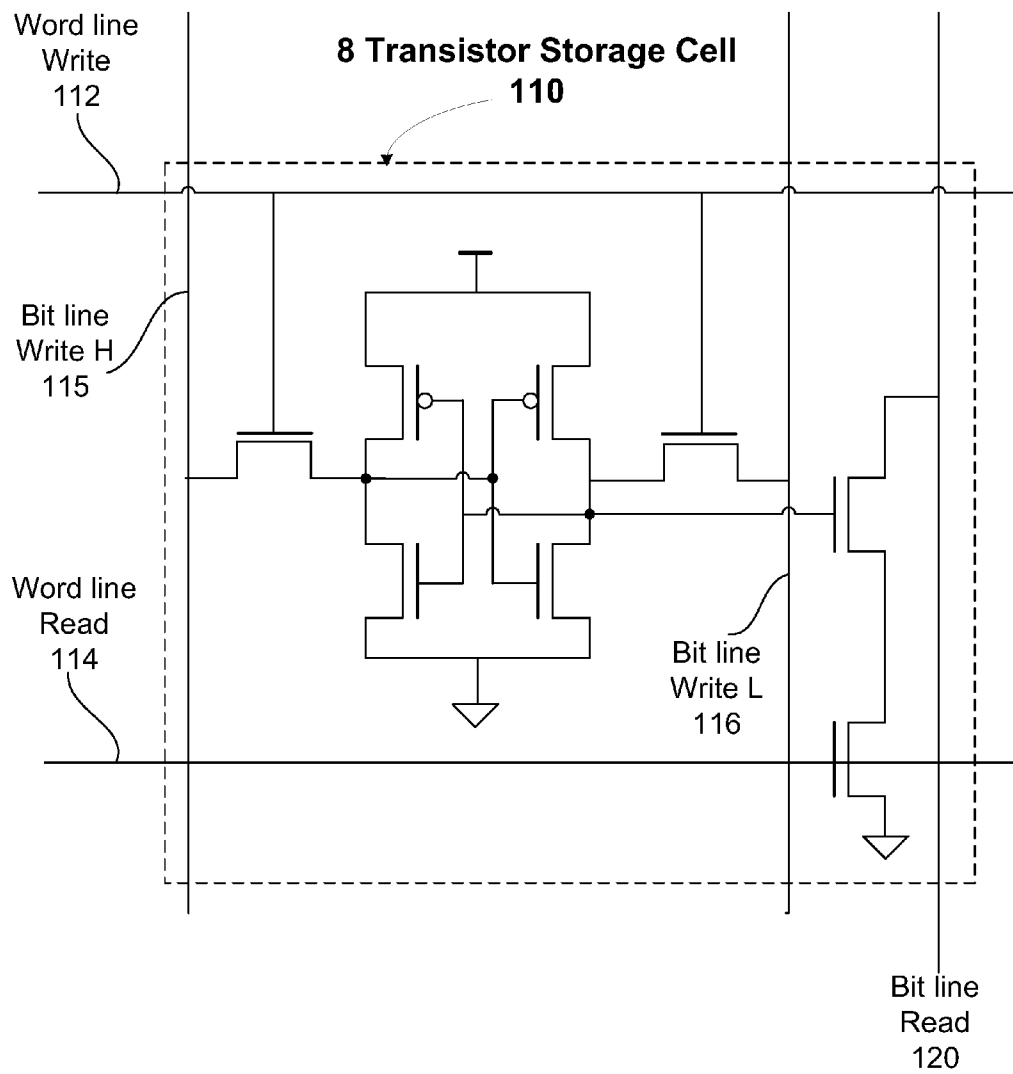 Word line
Write
112
8 Transistor Storage Cell
110
Bit line
Write H
115
Word line
Read
114
Bit line
Write L
116
Bit line
Read
120